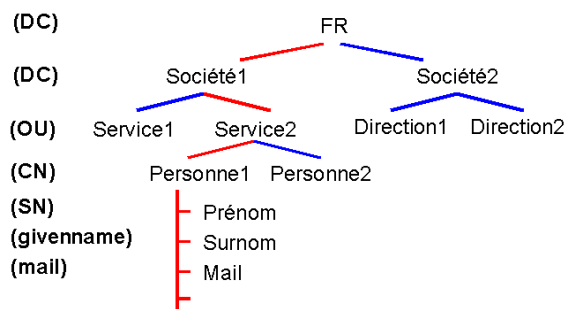 (DC) FR
(DC) Société1 Société2
(OU) Service1 Service2 Direction1 Direction2
(CN) Personne1 Personne2
(SN) Prénom
(givenname) Surnom
(mail) Mail